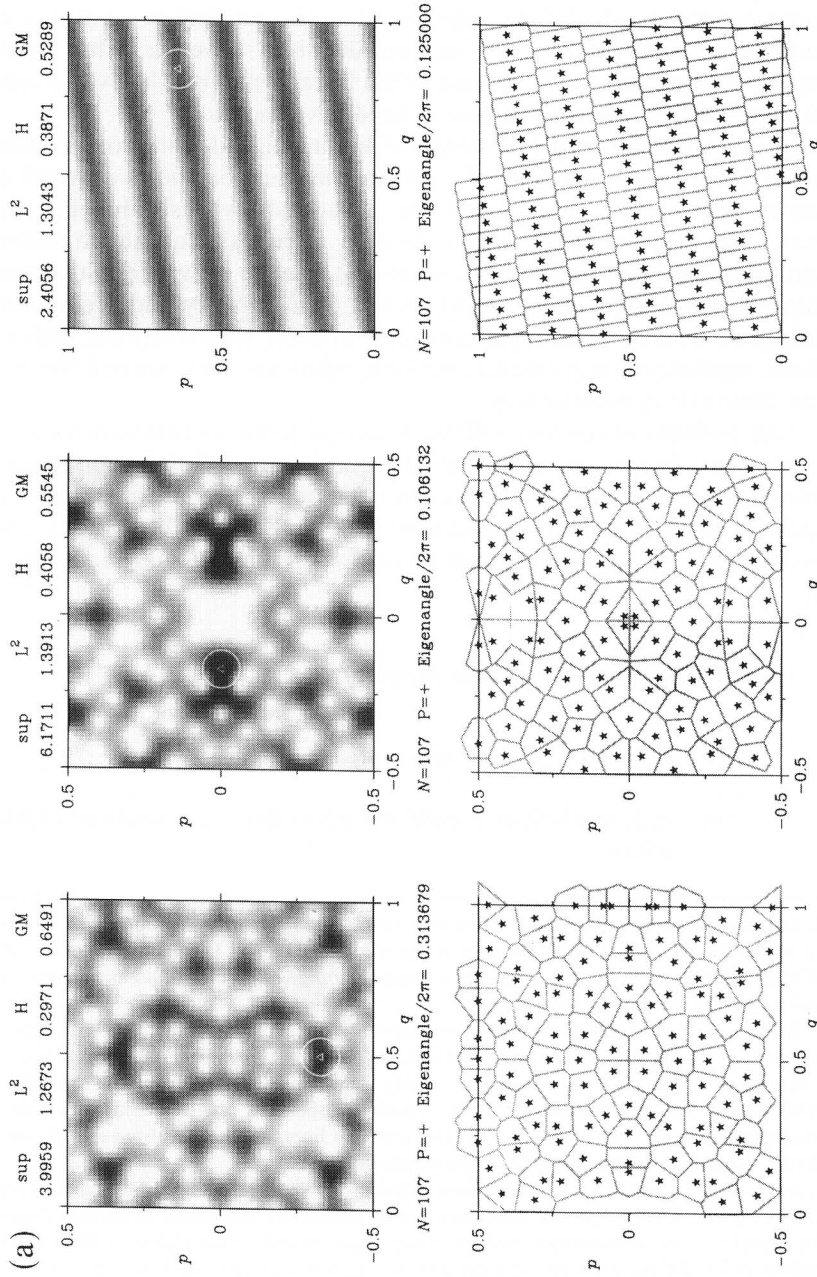 (a)
sup L² H GM
3.9959 1.2673 0.2971 0.6491
0.5
p
0
-0.5
0 0.5 1
q
N=107 P=+ Eigenangle/2π= 0.313679
0.5
p
0
-0.5
0 0.5 1
q
sup L² H GM
6.1711 1.3913 0.4058 0.5545
0.5
p
0
-0.5
-0.5 0 0.5
q
N=107 P=+ Eigenangle/2π= 0.106132
0.5
p
0
-0.5
-0.5 0 0.5
q
sup L² H GM
2.4056 1.3043 0.3871 0.5289
1
p
0.5
0
0 0.5 1
q
N=107 P=+ Eigenangle/2π= 0.125000
1
p
0.5
0
0 0.5 1
q